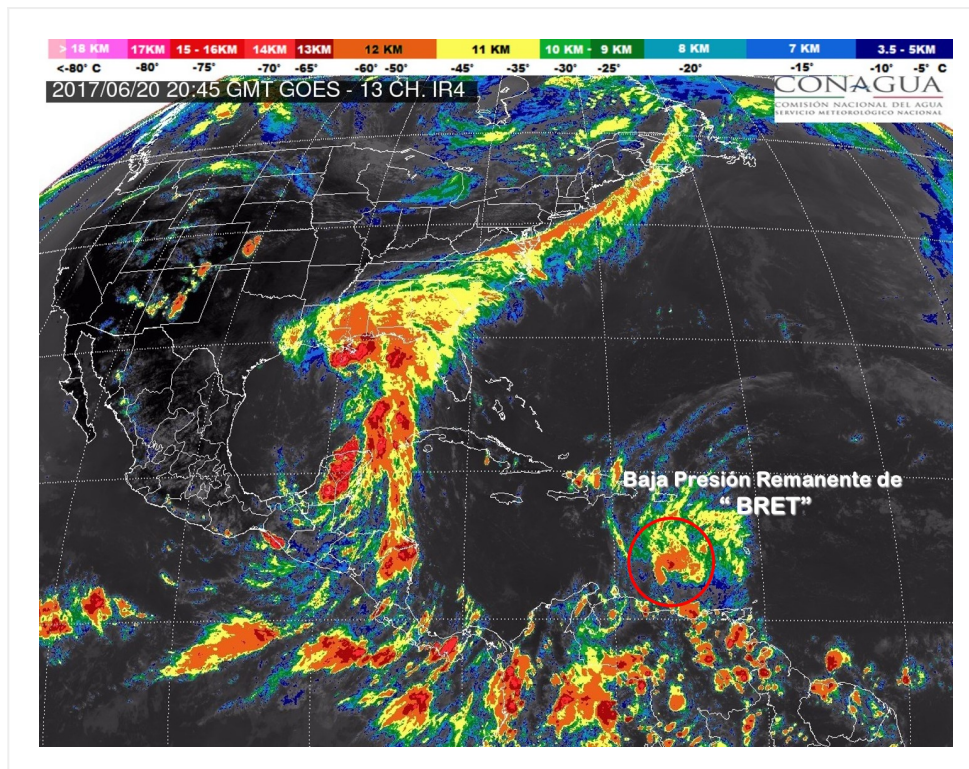 > 18 KM 17KM 15 - 16KM 14KM 13KM 12 KM 11 KM 10 KM - 9 KM 8 KM 7 KM 3.5 - 5KM
<-80° C -80° -75° -70° -65° -60° -50° -45° -35° -30° -25° -20° -15° -10° -5° C
2017/06/20 20:45 GMT GOES - 13 CH. IR4
CONAGUA
COMISIÓN NACIONAL DEL AGUA
SERVICIO METEOROLÓGICO NACIONAL
Baja Presión Remanente de
“ BRET”